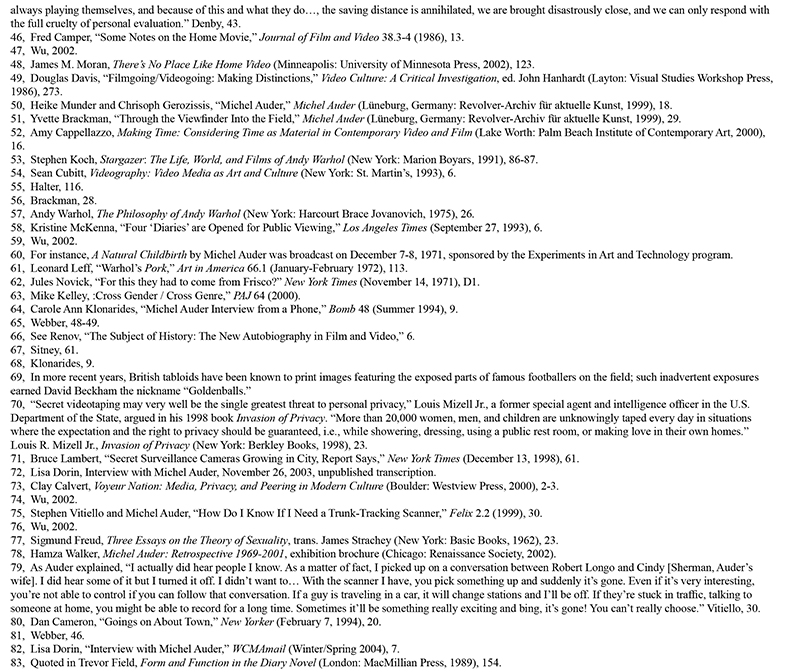 always playing themselves, and because of this and what they do…, the saving distance is annihilated, we are brought disastrously close, and we can only respond with
the full cruelty of personal evaluation.” Denby, 43.
46, Fred Camper, “Some Notes on the Home Movie,” Journal of Film and Video 38.3-4 (1986), 13.
47, Wu, 2002.
48, James M. Moran, There’s No Place Like Home Video (Minneapolis: University of Minnesota Press, 2002), 123.
49, Douglas Davis, “Filmgoing/Videogoing: Making Distinctions,” Video Culture: A Critical Investigation, ed. John Hanhardt (Layton: Visual Studies Workshop Press,
1986), 273.
50, Heike Munder and Chrisoph Gerozissis, “Michel Auder,” Michel Auder (Lüneburg, Germany: Revolver-Archiv für aktuelle Kunst, 1999), 18.
51, Yvette Brackman, “Through the Viewfinder Into the Field,” Michel Auder (Lüneburg, Germany: Revolver-Archiv für aktuelle Kunst, 1999), 29.
52, Amy Cappellazzo, Making Time: Considering Time as Material in Contemporary Video and Film (Lake Worth: Palm Beach Institute of Contemporary Art, 2000),
16.
53, Stephen Koch, Stargazer: The Life, World, and Films of Andy Warhol (New York: Marion Boyars, 1991), 86-87.
54, Sean Cubitt, Videography: Video Media as Art and Culture (New York: St. Martin’s, 1993), 6.
55, Halter, 116.
56, Brackman, 28.
57, Andy Warhol, The Philosophy of Andy Warhol (New York: Harcourt Brace Jovanovich, 1975), 26.
58, Kristine McKenna, “Four ‘Diaries’ are Opened for Public Viewing,” Los Angeles Times (September 27, 1993), 6.
59, Wu, 2002.
60, For instance, A Natural Childbirth by Michel Auder was broadcast on December 7-8, 1971, sponsored by the Experiments in Art and Technology program.
61, Leonard Leff, “Warhol’s Pork,” Art in America 66.1 (January-February 1972), 113.
62, Jules Novick, “For this they had to come from Frisco?” New York Times (November 14, 1971), D1.
63, Mike Kelley, :Cross Gender / Cross Genre,” PAJ 64 (2000).
64, Carole Ann Klonarides, “Michel Auder Interview from a Phone,” Bomb 48 (Summer 1994), 9.
65, Webber, 48-49.
66, See Renov, “The Subject of History: The New Autobiography in Film and Video,” 6.
67, Sitney, 61.
68, Klonarides, 9.
69, In more recent years, British tabloids have been known to print images featuring the exposed parts of famous footballers on the field; such inadvertent exposures
earned David Beckham the nickname “Goldenballs.”
70, “Secret videotaping may very well be the single greatest threat to personal privacy,” Louis Mizell Jr., a former special agent and intelligence officer in the U.S.
Department of the State, argued in his 1998 book Invasion of Privacy. “More than 20,000 women, men, and children are unknowingly taped every day in situations
where the expectation and the right to privacy should be guaranteed, i.e., while showering, dressing, using a public rest room, or making love in their own homes.”
Louis R. Mizell Jr., Invasion of Privacy (New York: Berkley Books, 1998), 23.
71, Bruce Lambert, “Secret Surveillance Cameras Growing in City, Report Says,” New York Times (December 13, 1998), 61.
72, Lisa Dorin, Interview with Michel Auder, November 26, 2003, unpublished transcription.
73, Clay Calvert, Voyeur Nation: Media, Privacy, and Peering in Modern Culture (Boulder: Westview Press, 2000), 2-3.
74, Wu, 2002.
75, Stephen Vitiello and Michel Auder, “How Do I Know If I Need a Trunk-Tracking Scanner,” Felix 2.2 (1999), 30.
76, Wu, 2002.
77, Sigmund Freud, Three Essays on the Theory of Sexuality, trans. James Strachey (New York: Basic Books, 1962), 23.
78, Hamza Walker, Michel Auder: Retrospective 1969-2001, exhibition brochure (Chicago: Renaissance Society, 2002).
79, As Auder explained, “I actually did hear people I know. As a matter of fact, I picked up on a conversation between Robert Longo and Cindy [Sherman, Auder’s
wife]. I did hear some of it but I turned it off. I didn’t want to… With the scanner I have, you pick something up and suddenly it’s gone. Even if it’s very interesting,
you’re not able to control if you can follow that conversation. If a guy is traveling in a car, it will change stations and I’ll be off. If they’re stuck in traffic, talking to
someone at home, you might be able to record for a long time. Sometimes it’ll be something really exciting and bing, it’s gone! You can’t really choose.” Vitiello, 30.
80, Dan Cameron, “Goings on About Town,” New Yorker (February 7, 1994), 20.
81, Webber, 46.
82, Lisa Dorin, “Interview with Michel Auder,” WCMAmail (Winter/Spring 2004), 7.
83, Quoted in Trevor Field, Form and Function in the Diary Novel (London: MacMillian Press, 1989), 154.